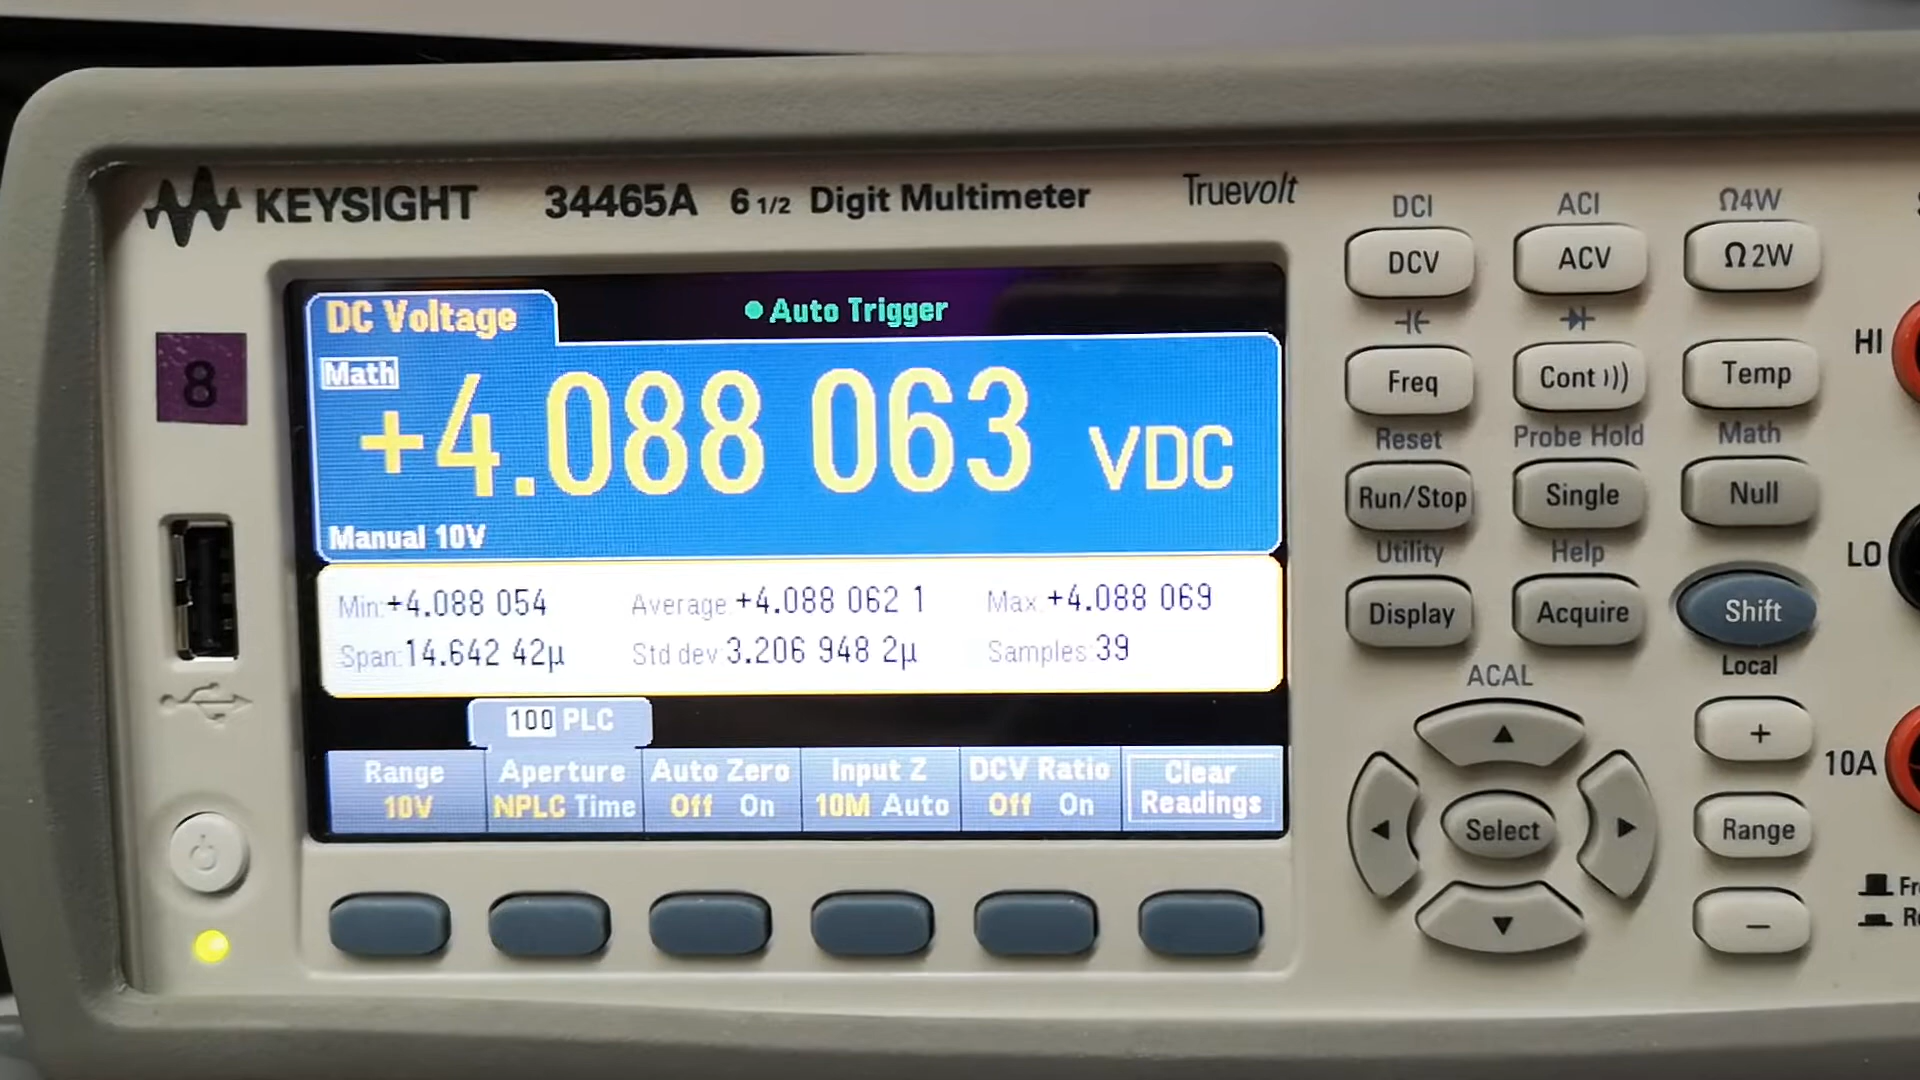 KEYSIGHT 34465A 6 1/2 Digit Multimeter Truevolt
8
DC Voltage
● Auto Trigger
Math
+4.088 063 VDC
Manual 10V
Min:+4.088 054 Average:+4.088 062 1 Max:+4.088 069
Span:14.642 42µ Std dev:3.206 948 2µ Samples:39
100 PLC
Range Aperture Auto Zero Input Z DCV Ratio Clear
10V NPLC Time Off On 10M Auto Off On Readings
DCI ACI Ω4W
DCV ACV Ω 2W
Freq Cont ))) Temp
Reset Probe Hold Math
Run/Stop Single Null
Utility Help
Display Acquire Shift
Local
ACAL
+
Select Range
−
HI
LO
10A